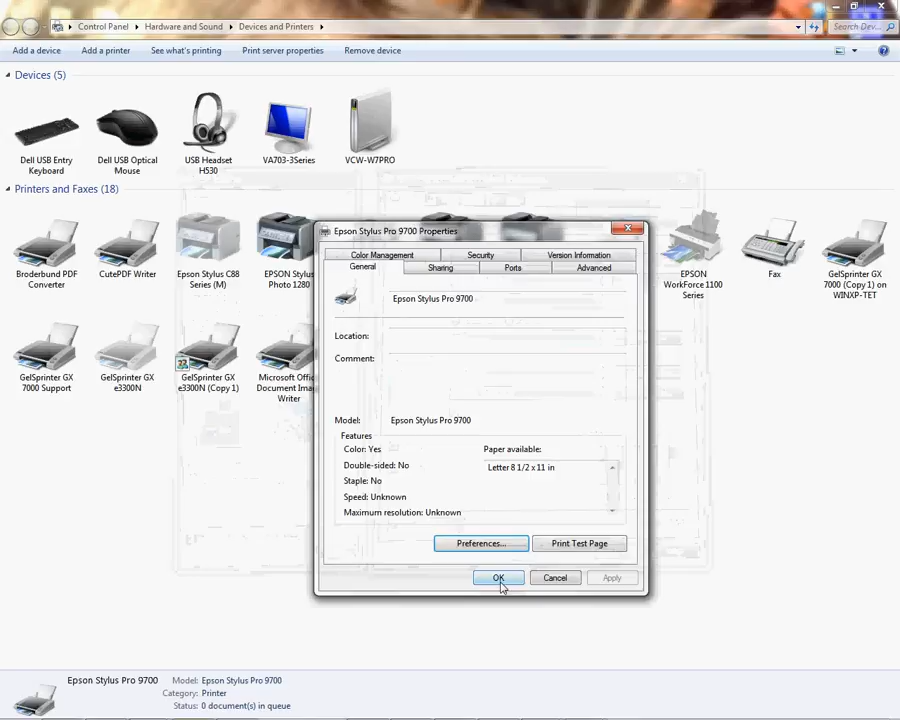 Control Panel Hardware and Sound Devices and Printers Search Dev...
Add a device Add a printer See what's printing Print server properties Remove device
Devices (5)
Dell USB Entry Keyboard
Dell USB Optical Mouse
USB Headset H530
VA703-3Series
VCW-W7PRO
Printers and Faxes (18)
Broderbund PDF Converter
CutePDF Writer
Epson Stylus C88 Series (M)
EPSON Stylus Photo 1280
EPSON WorkForce 1100 Series
Fax
GelSprinter GX 7000 (Copy 1) on WINXP-TET
GelSprinter GX 7000 Support
GelSprinter GX e3300N
GelSprinter GX e3300N (Copy 1)
Microsoft Offi
Document Ima
Writer
Epson Stylus Pro 9700 Properties
Color Management Security Version Information
General Sharing Ports Advanced
Epson Stylus Pro 9700
Location:
Comment:
Model: Epson Stylus Pro 9700
Features
Color: Yes Paper available:
Double-sided: No Letter 8 1/2 x 11 in
Staple: No
Speed: Unknown
Maximum resolution: Unknown
Preferences... Print Test Page
OK Cancel Apply
Epson Stylus Pro 9700 Model: Epson Stylus Pro 9700
Category: Printer
Status: 0 document(s) in queue